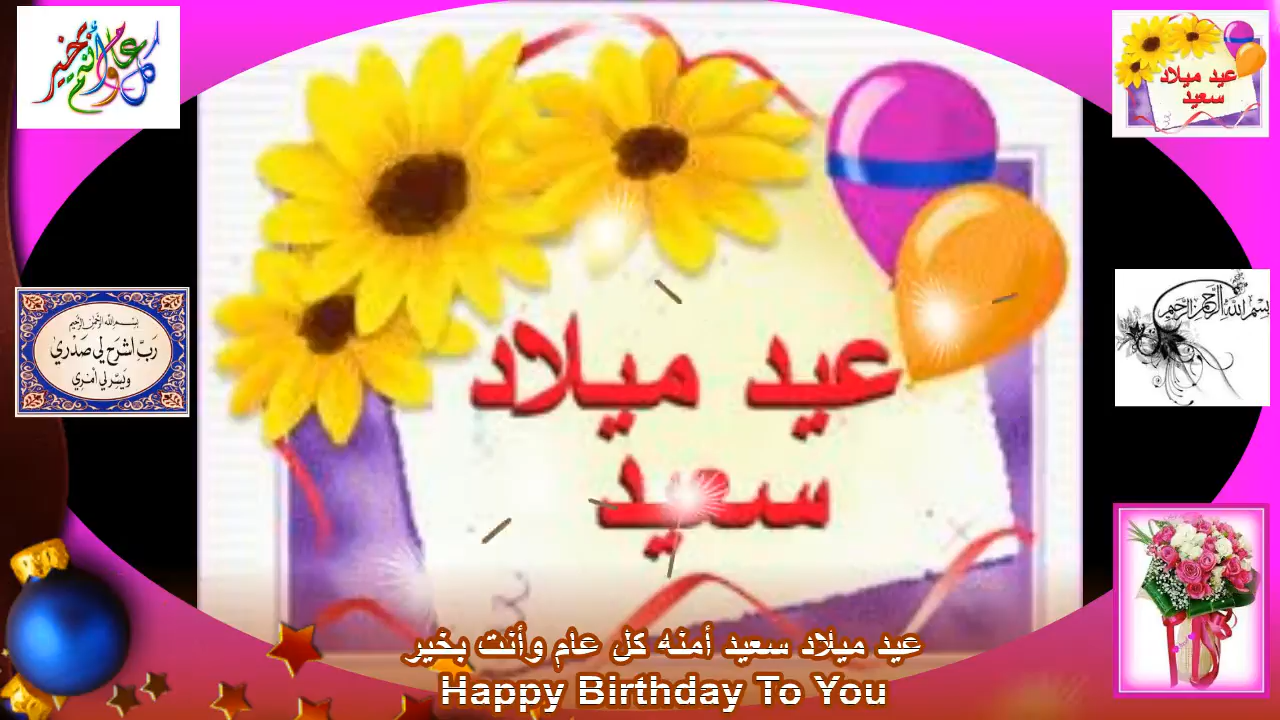 كل عام وأنتم بخير
عيد ميلاد
سعيد
عيد ميلاد
سعيد
بسم الله الرحمن الرحيم
رب اشرح لي صدري
ويسر لي أمري
بسم الله الرحمن الرحيم
عيد ميلاد سعيد أمنه كل عام وأنت بخير
Happy Birthday To You